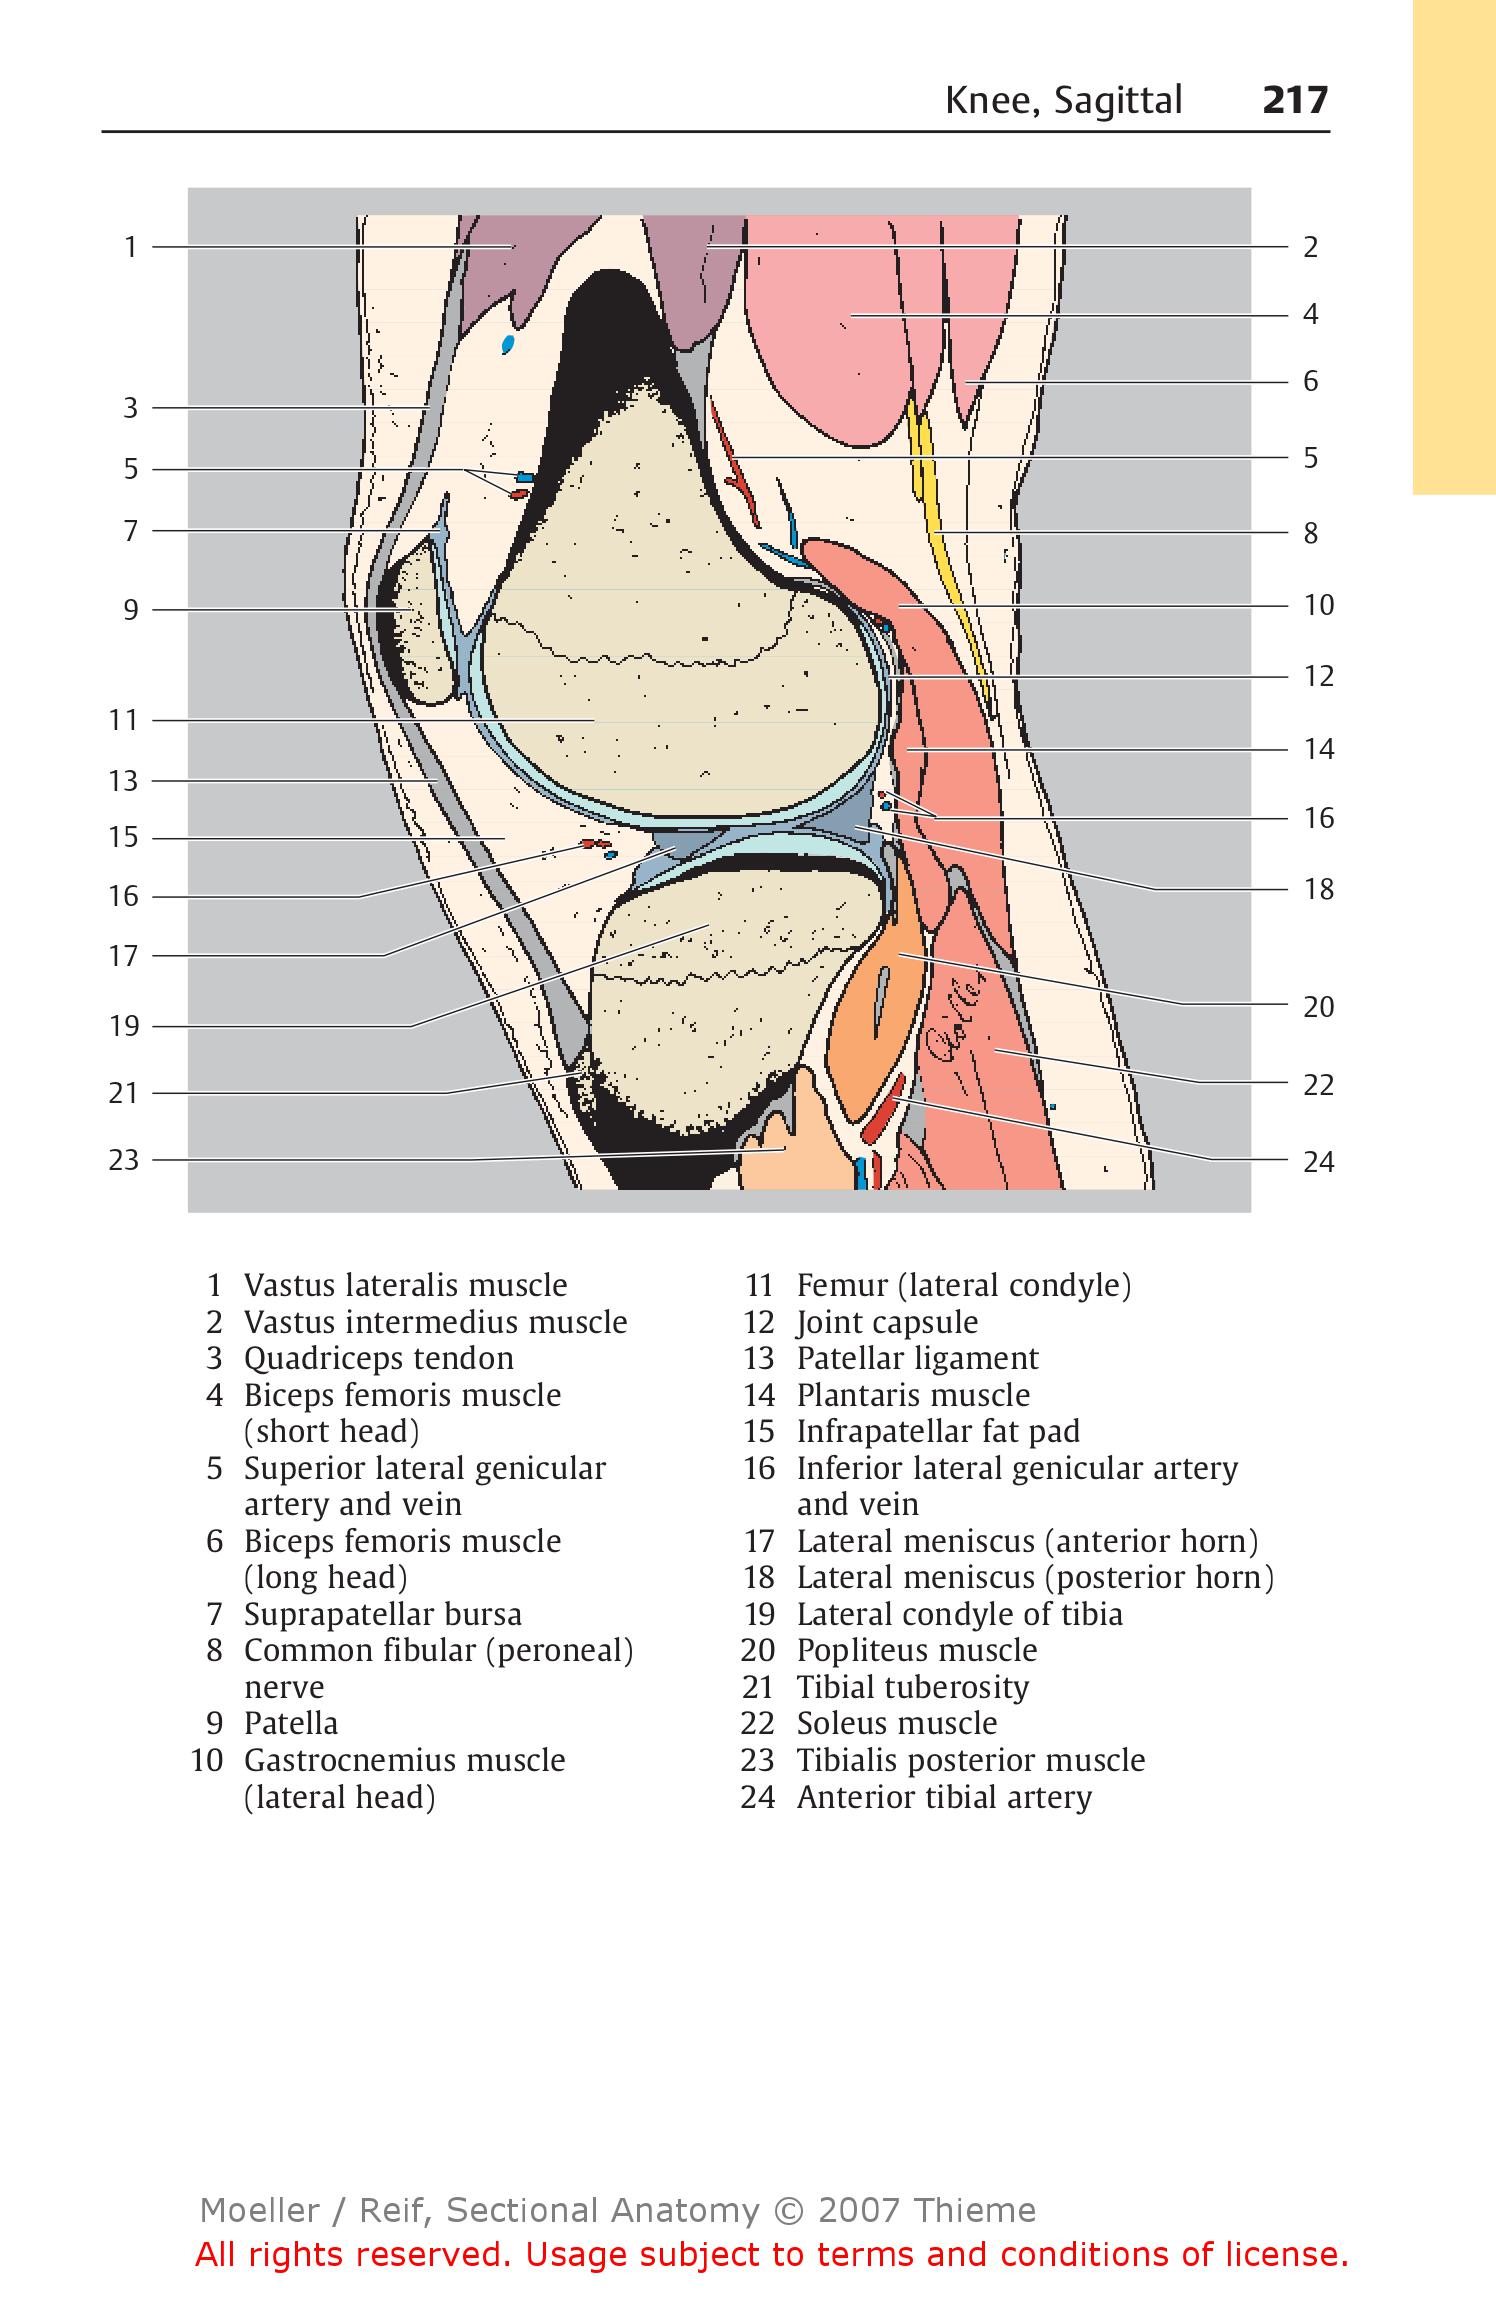 Knee, Sagittal 217
1
2
4
3
6
5
5
7
8
9
10
12
11
14
13
16
15
18
16
17
20
19
22
21
24
23
1 Vastus lateralis muscle
2 Vastus intermedius muscle
3 Quadriceps tendon
4 Biceps femoris muscle
(short head)
5 Superior lateral genicular
artery and vein
6 Biceps femoris muscle
(long head)
7 Suprapatellar bursa
8 Common fibular (peroneal)
nerve
9 Patella
10 Gastrocnemius muscle
(lateral head)
11 Femur (lateral condyle)
12 Joint capsule
13 Patellar ligament
14 Plantaris muscle
15 Infrapatellar fat pad
16 Inferior lateral genicular artery
and vein
17 Lateral meniscus (anterior horn)
18 Lateral meniscus (posterior horn)
19 Lateral condyle of tibia
20 Popliteus muscle
21 Tibial tuberosity
22 Soleus muscle
23 Tibialis posterior muscle
24 Anterior tibial artery
Moeller / Reif, Sectional Anatomy © 2007 Thieme
All rights reserved. Usage subject to terms and conditions of license.